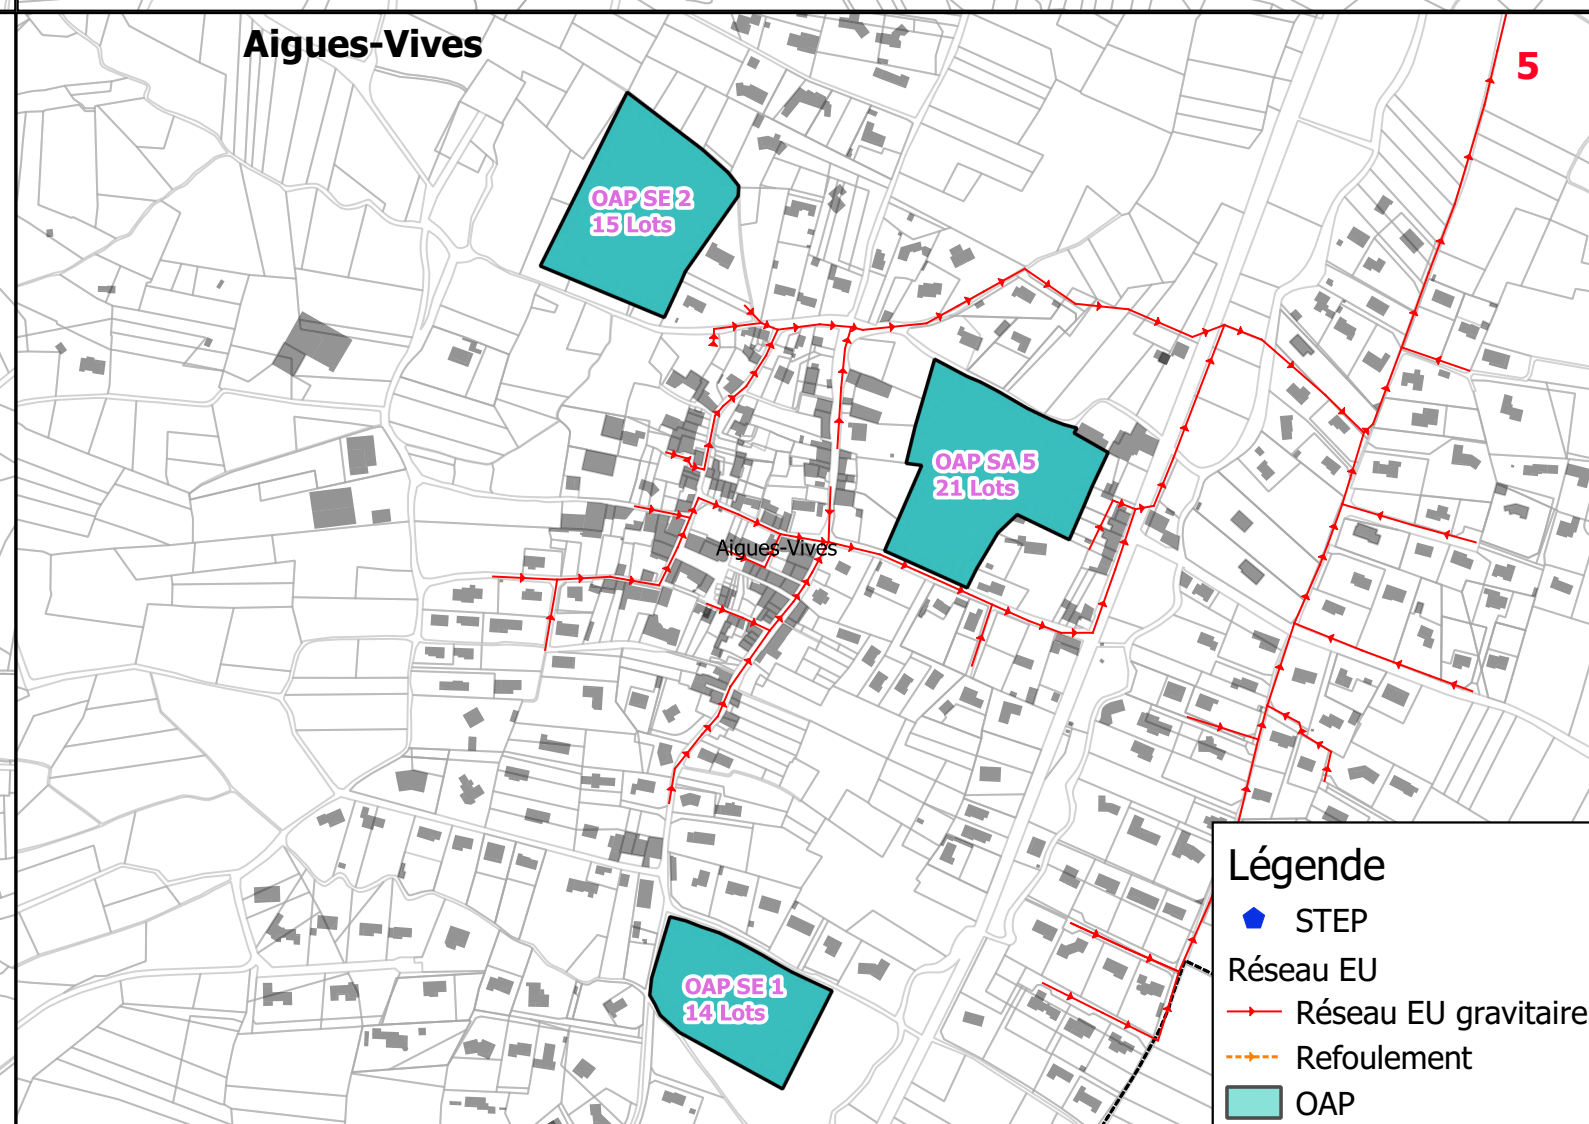 Aigues-Vives
5
OAP SE 2
15 Lots
OAP SA 5
21 Lots
Aigues-Vives
OAP SE 1
14 Lots
Légende
STEP
Réseau EU
Réseau EU gravitaire
Refoulement
OAP